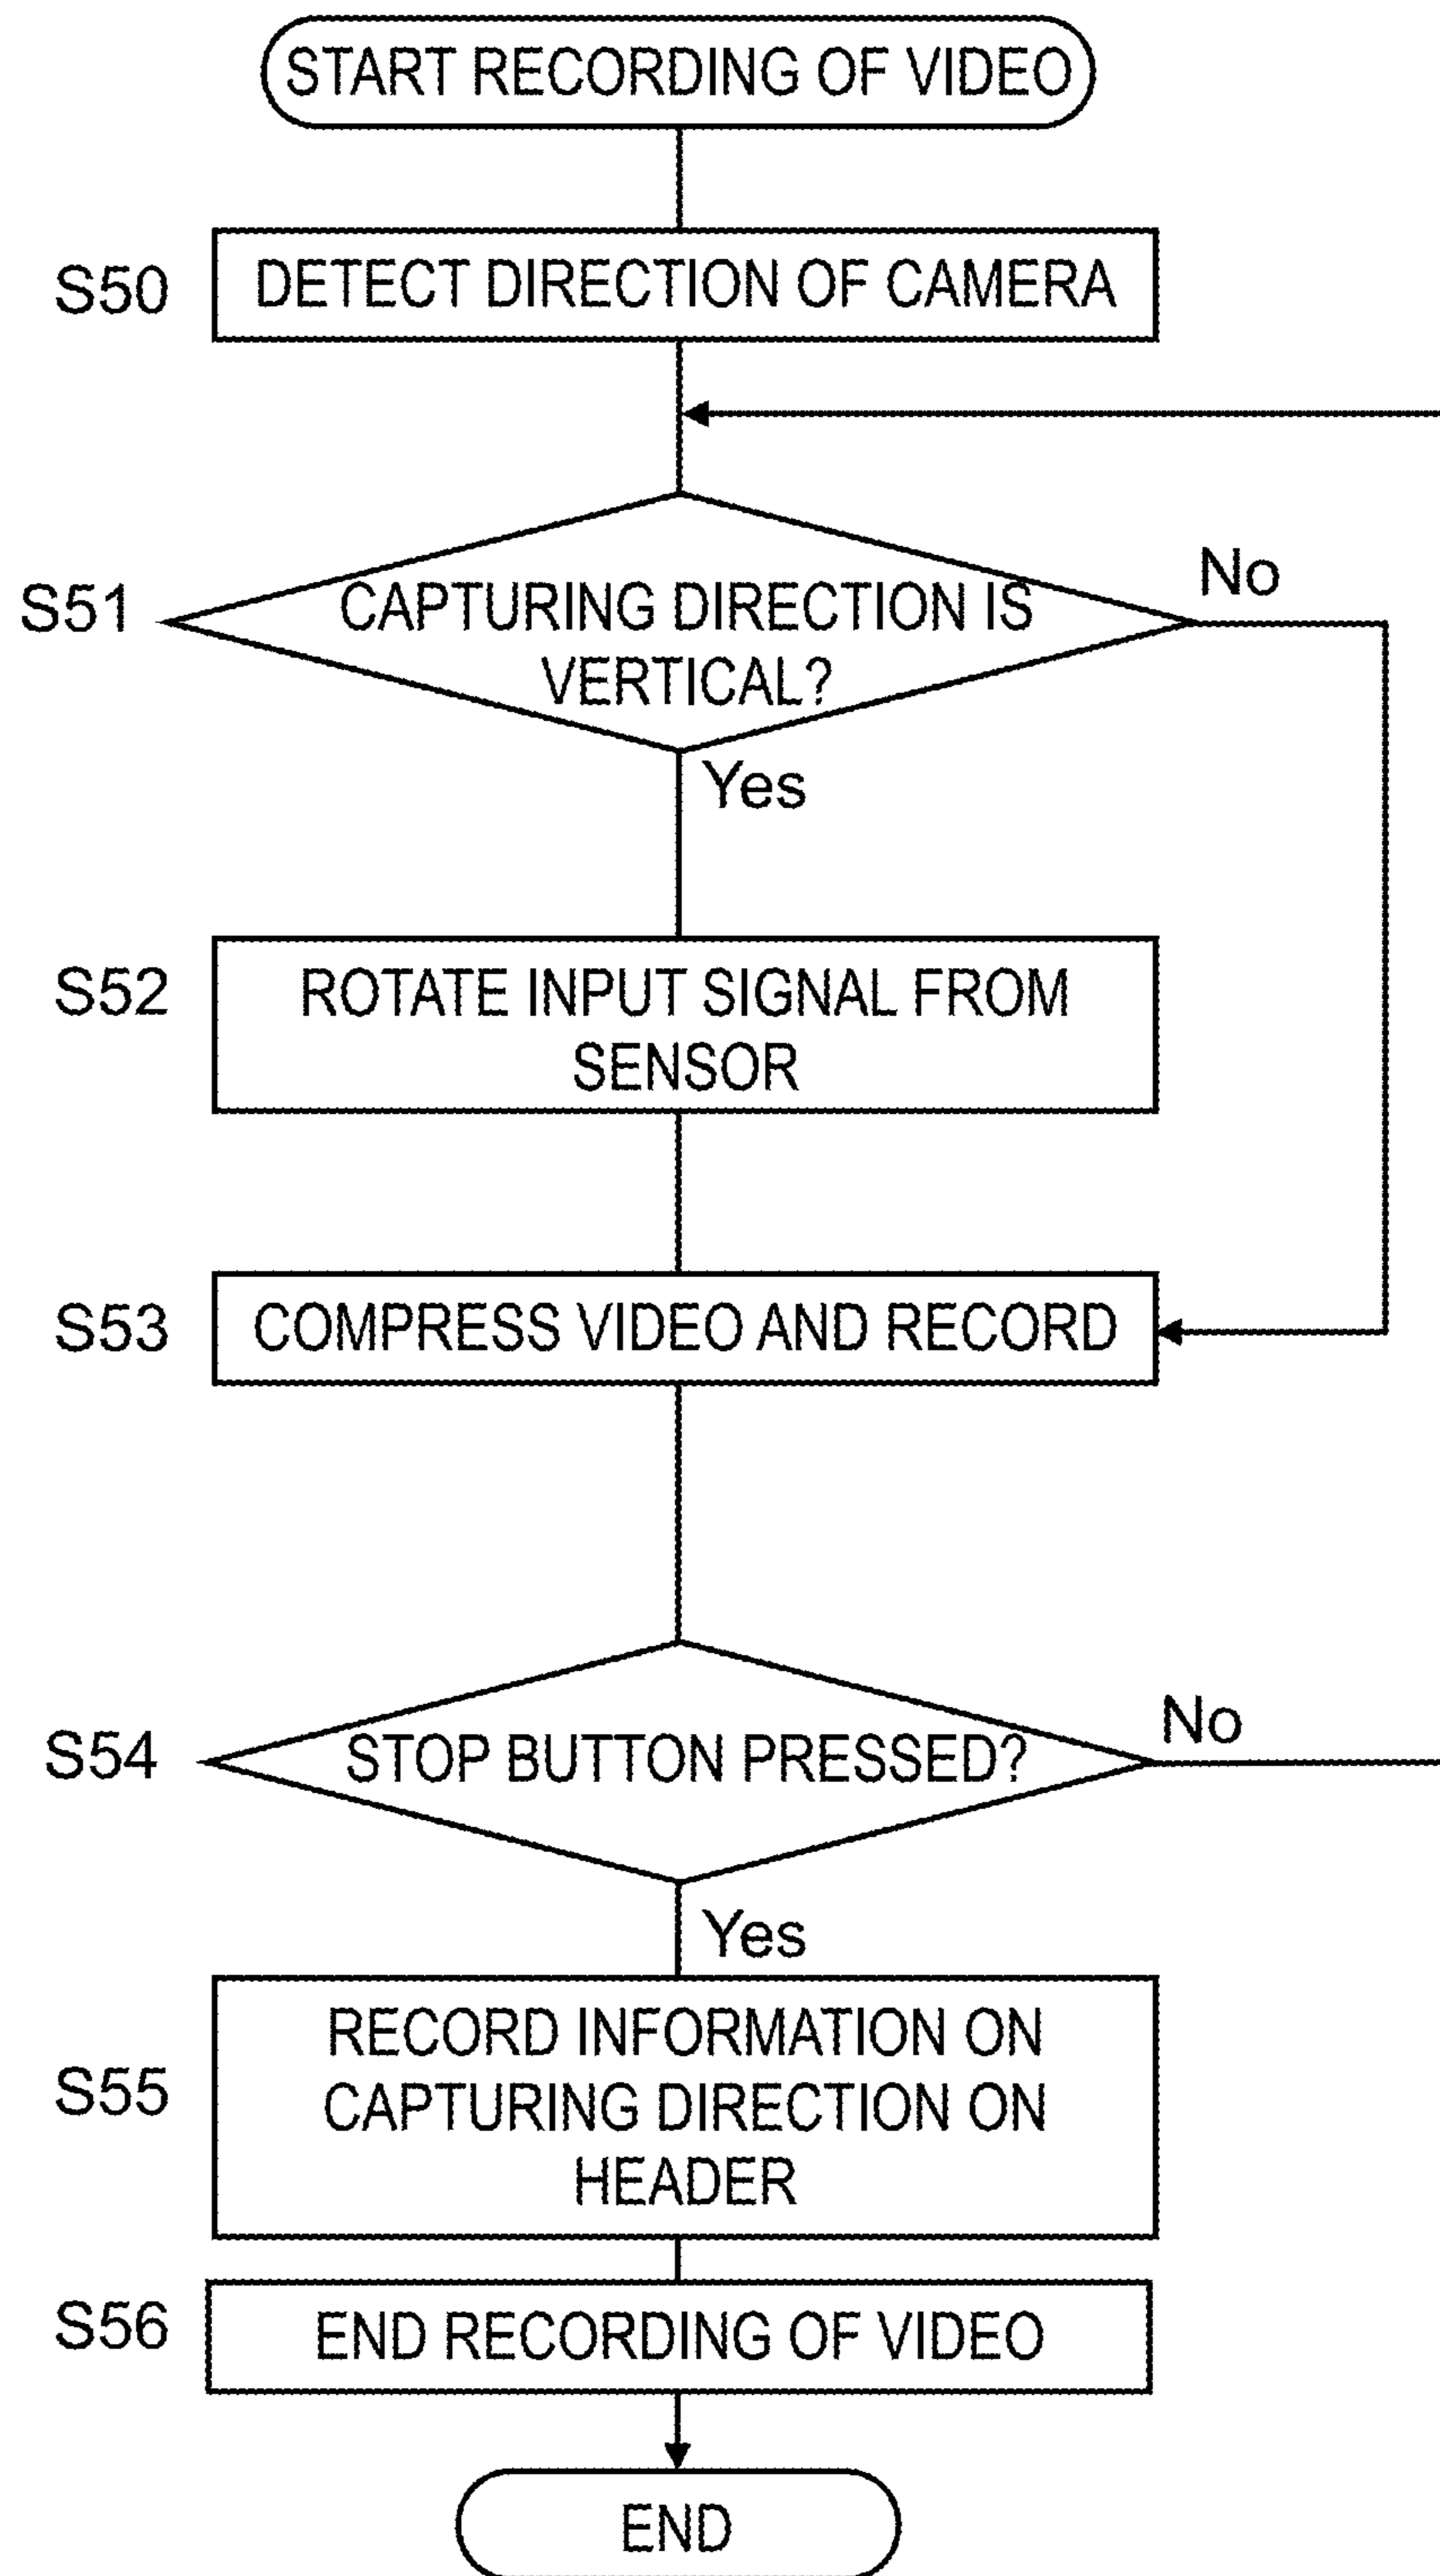 START RECORDING OF VIDEO
S50
DETECT DIRECTION OF CAMERA
S51
CAPTURING DIRECTION IS
VERTICAL?
No
Yes
S52
ROTATE INPUT SIGNAL FROM
SENSOR
S53
COMPRESS VIDEO AND RECORD
S54
STOP BUTTON PRESSED?
No
Yes
S55
RECORD INFORMATION ON
CAPTURING DIRECTION ON
HEADER
S56
END RECORDING OF VIDEO
END